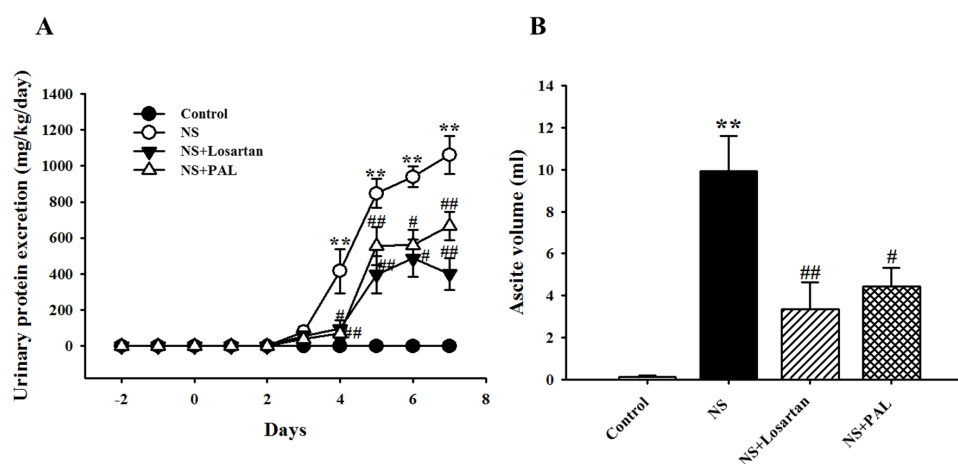 A
Urinary protein excretion (mg/kg/day)
1400
1200
1000
800
600
400
200
0
Control
NS
NS+Losartan
NS+PAL
**
**
**
**
##
#
##
##
#
##
#
##
-2
0
2
4
6
8
Days
B
Ascite volume (ml)
14
12
10
8
6
4
2
0
**
##
#
Control
NS
NS+Losartan
NS+PAL